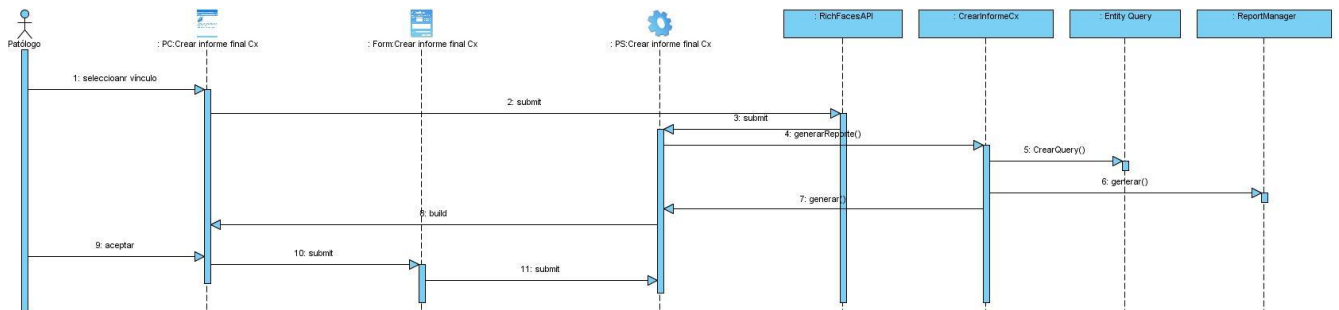 : RichFacesAPI
: CrearInformeCx
: Entity Query
: ReportManager
Patólogo
: PC:Crear informe final Cx
: Form:Crear informe final Cx
: PS:Crear informe final Cx
1: seleccioanr vínculo
2: submit
3: submit
4: generarReporte()
5: CrearQuery()
6: generar()
7: generar()
8: build
9: aceptar
10: submit
11: submit